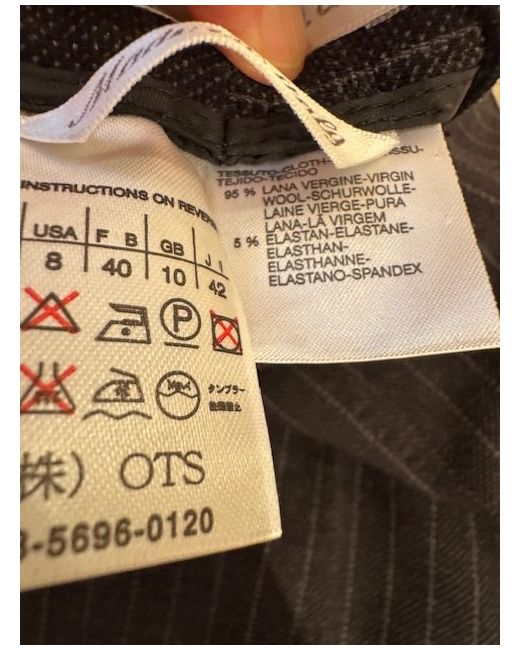 TESSUTO-CLOTH-
TEJIDO-TECIDO
95 % LANA VERGINE-VIRGIN
WOOL-SCHURWOLLE-
LAINE VIERGE-PURA
LANA-LÃ VIRGEM
5 % ELASTAN-ELASTANE-
ELASTHAN-
ELASTHANNE-
ELASTANO-SPANDEX
INSTRUCTIONS ON REVER
USA F B GB J I
8 40 10 42
P
タンブラー
(株) OTS
3-5696-0120